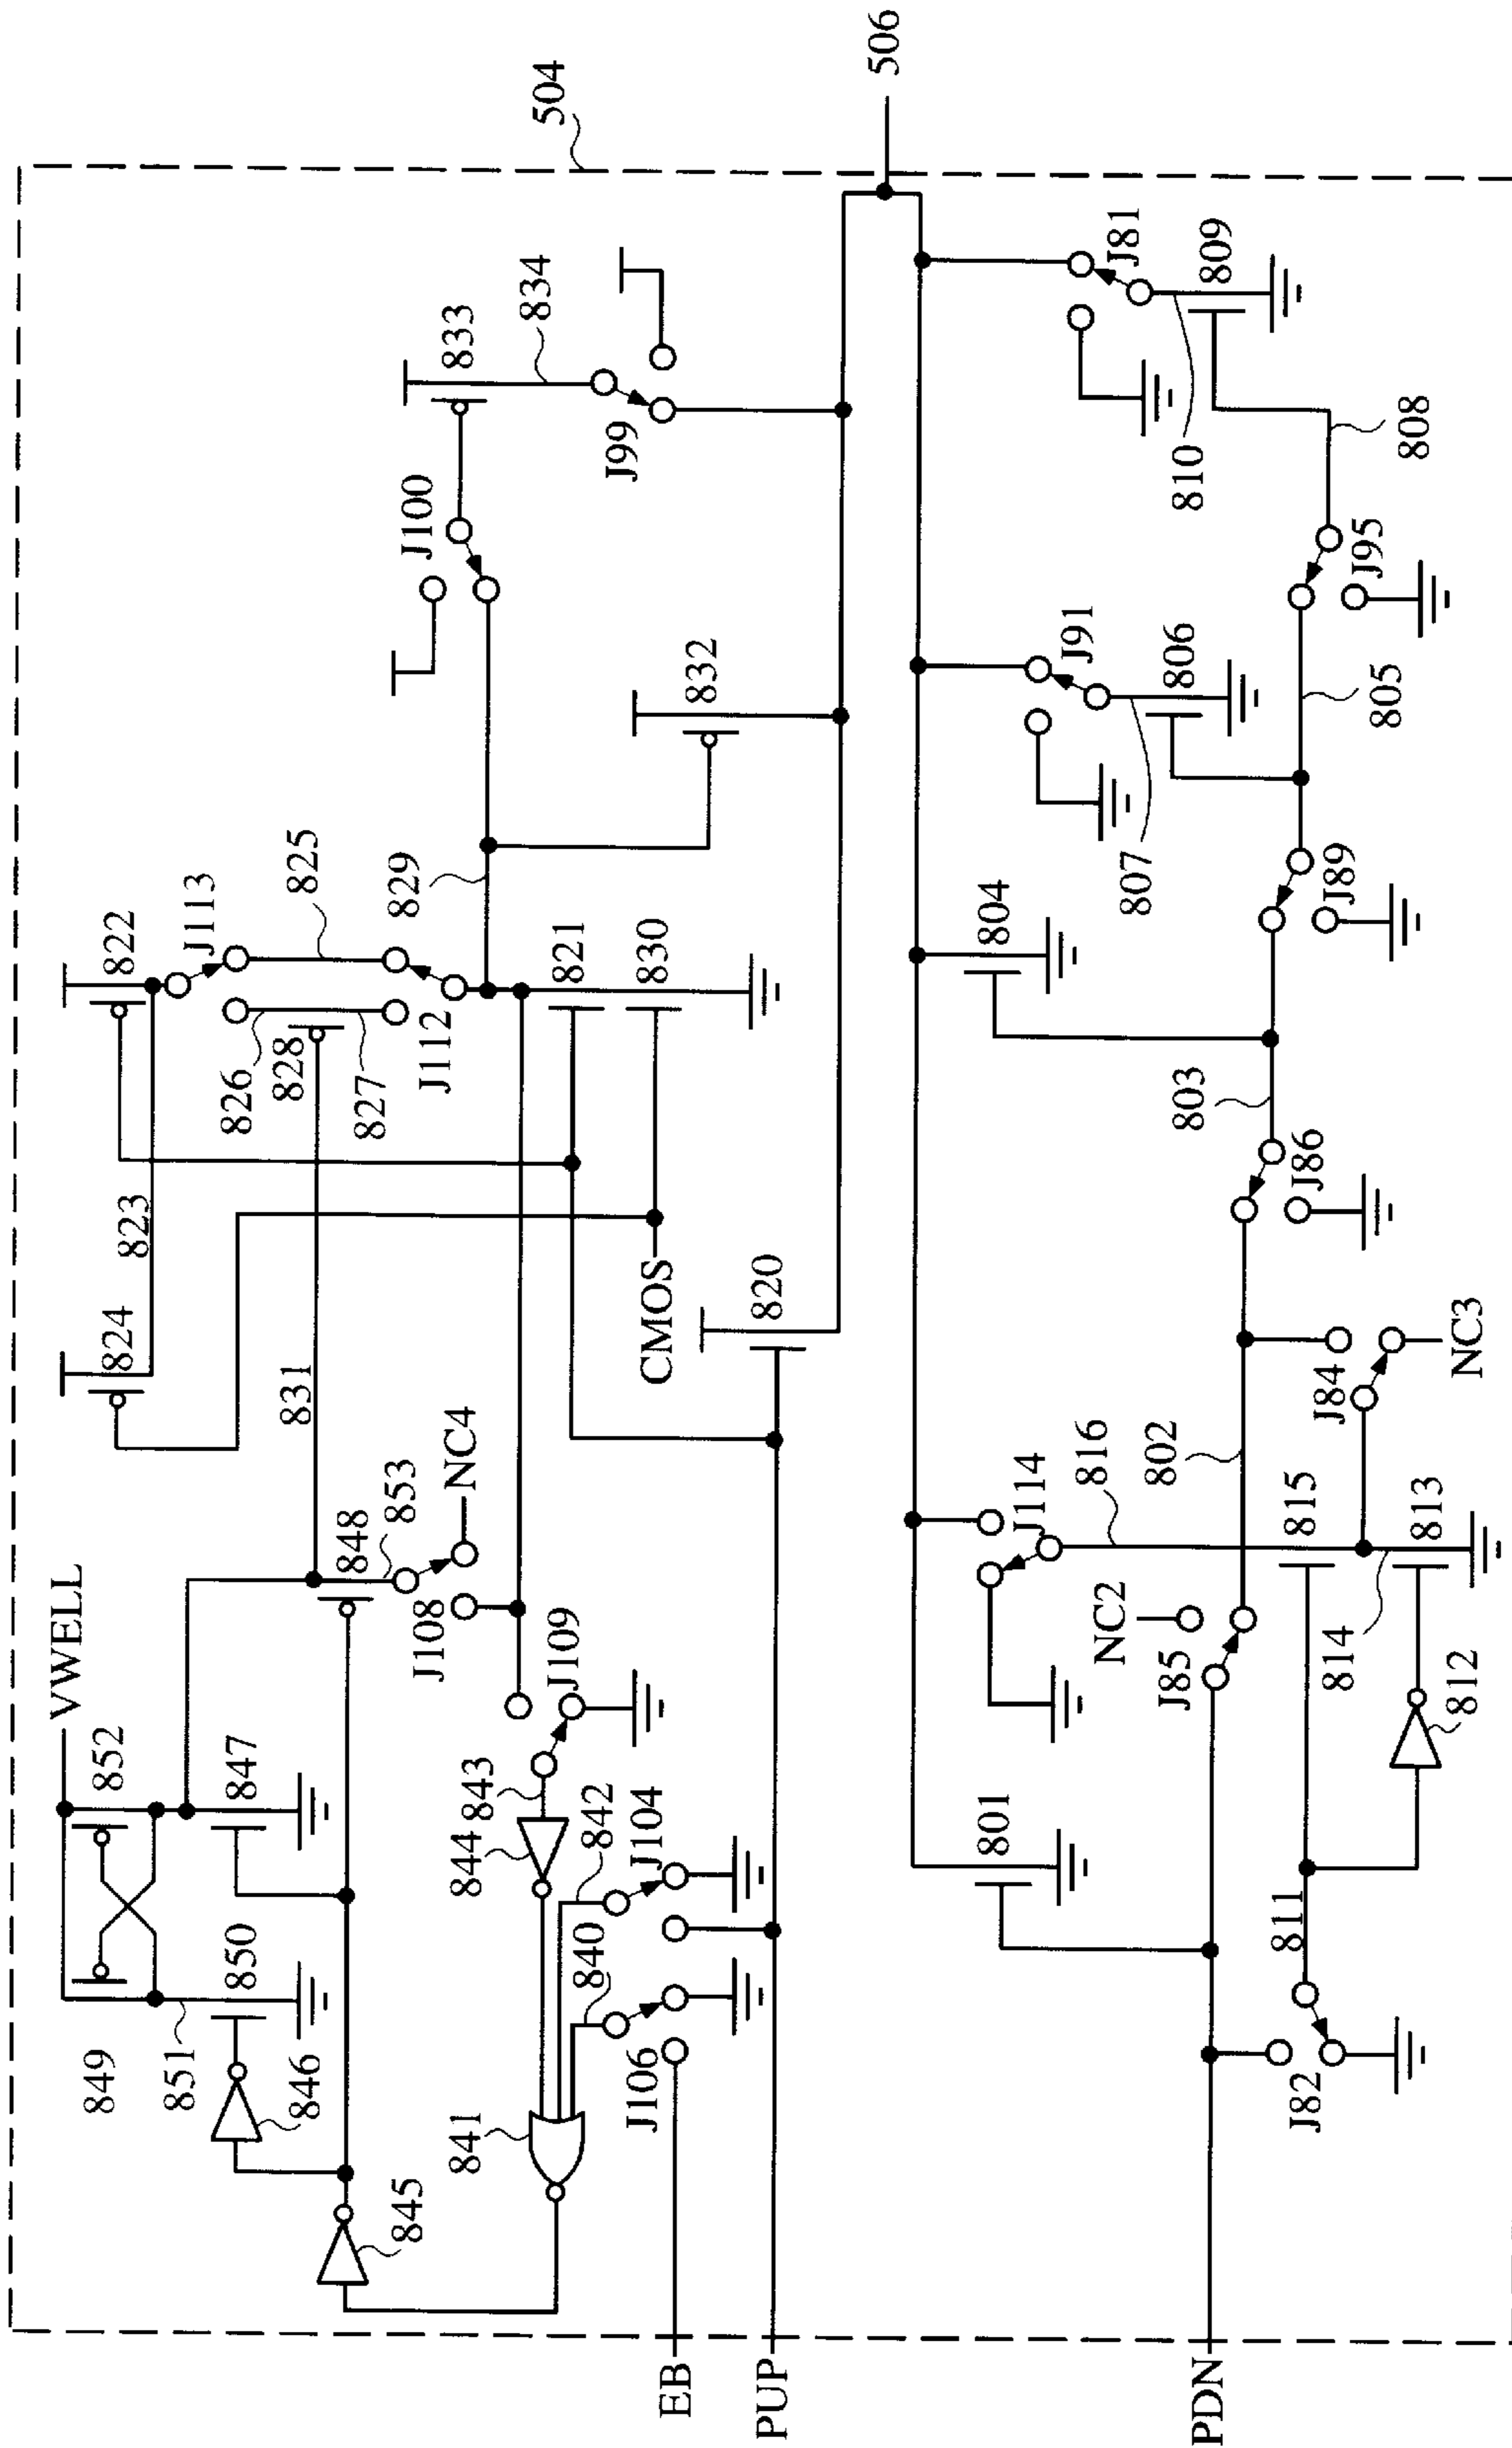 504
506
VWELL
852
849
851
850
847
846
845
831
848
853
NC4
J108
J109
843
844
842
J104
840
841
J106
EB
PUP
824
823
822
J113
825
826
828
827
J112
829
821
830
CMOS
820
J100
833
834
J99
832
PDN
801
811
J82
812
NC2
J85
814
813
815
816
J114
802
J84
NC3
J86
803
804
J89
805
J91
806
807
J95
808
J81
809
810